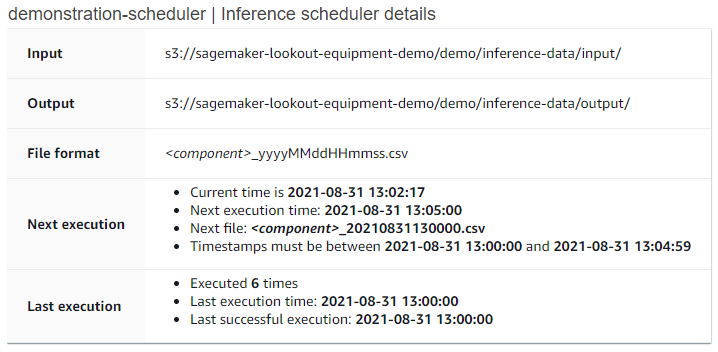 demonstration-scheduler | Inference scheduler details
Input s3://sagemaker-lookout-equipment-demo/demo/inference-data/input/
Output s3://sagemaker-lookout-equipment-demo/demo/inference-data/output/
File format <component>_yyyyMMddHHmmss.csv
Next execution
• Current time is 2021-08-31 13:02:17
• Next execution time: 2021-08-31 13:05:00
• Next file: <component>_20210831130000.csv
• Timestamps must be between 2021-08-31 13:00:00 and 2021-08-31 13:04:59
Last execution
• Executed 6 times
• Last execution time: 2021-08-31 13:00:00
• Last successful execution: 2021-08-31 13:00:00